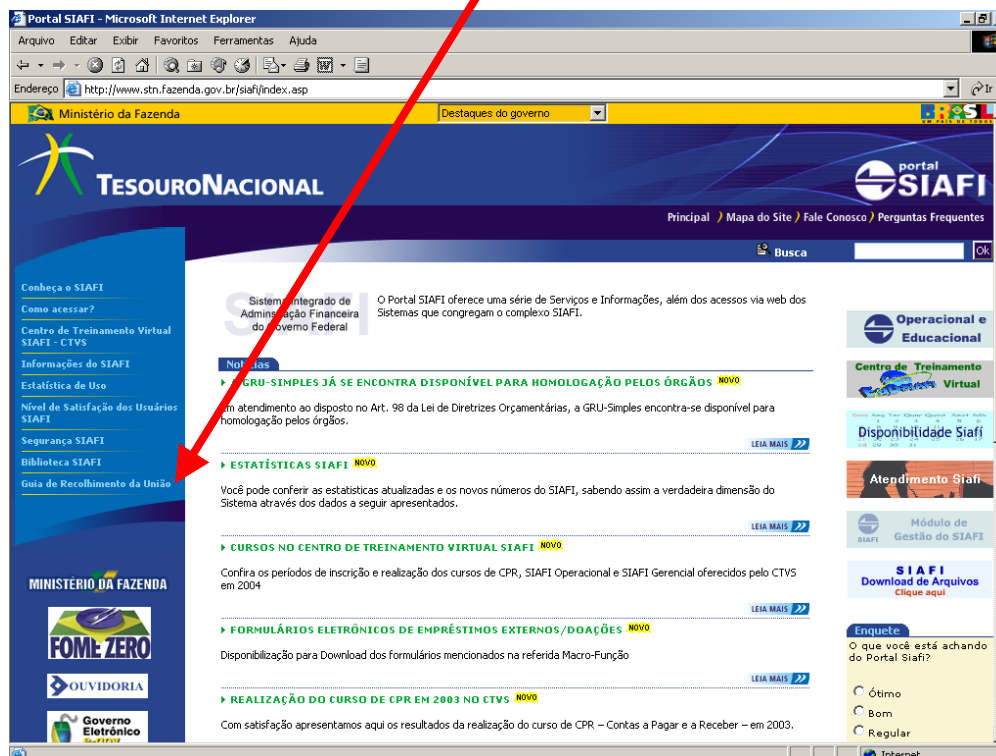 Portal SIAFI - Microsoft Internet Explorer
Arquivo Editar Exibir Favoritos Ferramentas Ajuda
Endereço http://www.stn.fazenda.gov.br/siafi/index.asp Ir
Ministério da Fazenda
Destaques do governo
BRASIL
UM PAÍS DE TODOS
TESOURO NACIONAL
portal
SIAFI
Principal ) Mapa do Site ) Fale Conosco ) Perguntas Frequentes
Busca
Ok
Conheça o SIAFI
Como acessar?
Centro de Treinamento Virtual
SIAFI - CTVS
Informações do SIAFI
Estatística de Uso
Nível de Satisfação dos Usuários
SIAFI
Segurança SIAFI
Biblioteca SIAFI
Guia de Recolhimento da União
MINISTÉRIO DA FAZENDA
FOME ZERO
OUVIDORIA
Governo
Eletrônico
SIAFI
Sistema Integrado de
Administração Financeira
do Governo Federal
O Portal SIAFI oferece uma série de Serviços e Informações, além dos acessos via web dos
Sistemas que congregam o complexo SIAFI.
Notícias
A GRU-SIMPLES JÁ SE ENCONTRA DISPONÍVEL PARA HOMOLOGAÇÃO PELOS ÓRGÃOS NOVO
Em atendimento ao disposto no Art. 98 da Lei de Diretrizes Orçamentárias, a GRU-Simples encontra-se disponível para
homologação pelos órgãos.
LEIA MAIS
ESTATÍSTICAS SIAFI NOVO
Você pode conferir as estatisticas atualizadas e os novos números do SIAFI, sabendo assim a verdadeira dimensão do
Sistema através dos dados a seguir apresentados.
LEIA MAIS
CURSOS NO CENTRO DE TREINAMENTO VIRTUAL SIAFI NOVO
Confira os períodos de inscrição e realização dos cursos de CPR, SIAFI Operacional e SIAFI Gerencial oferecidos pelo CTVS
em 2004
LEIA MAIS
FORMULÁRIOS ELETRÔNICOS DE EMPRÉSTIMOS EXTERNOS/DOAÇÕES NOVO
Disponibilização para Download dos formulários mencionados na referida Macro-Função
LEIA MAIS
REALIZAÇÃO DO CURSO DE CPR EM 2003 NO CTVS NOVO
Com satisfação apresentamos aqui os resultados da realização do curso de CPR – Contas a Pagar e a Receber – em 2003.
Operacional e
Educacional
Centro de Treinamento
Virtual
Disponibilidade Siafi
Atendimento Siafi
SIAFI
Módulo de
Gestão do SIAFI
SIAFI
Download de Arquivos
Clique aqui
Enquete
O que você está achando
do Portal Siafi?
Ótimo
Bom
Regular
Internet